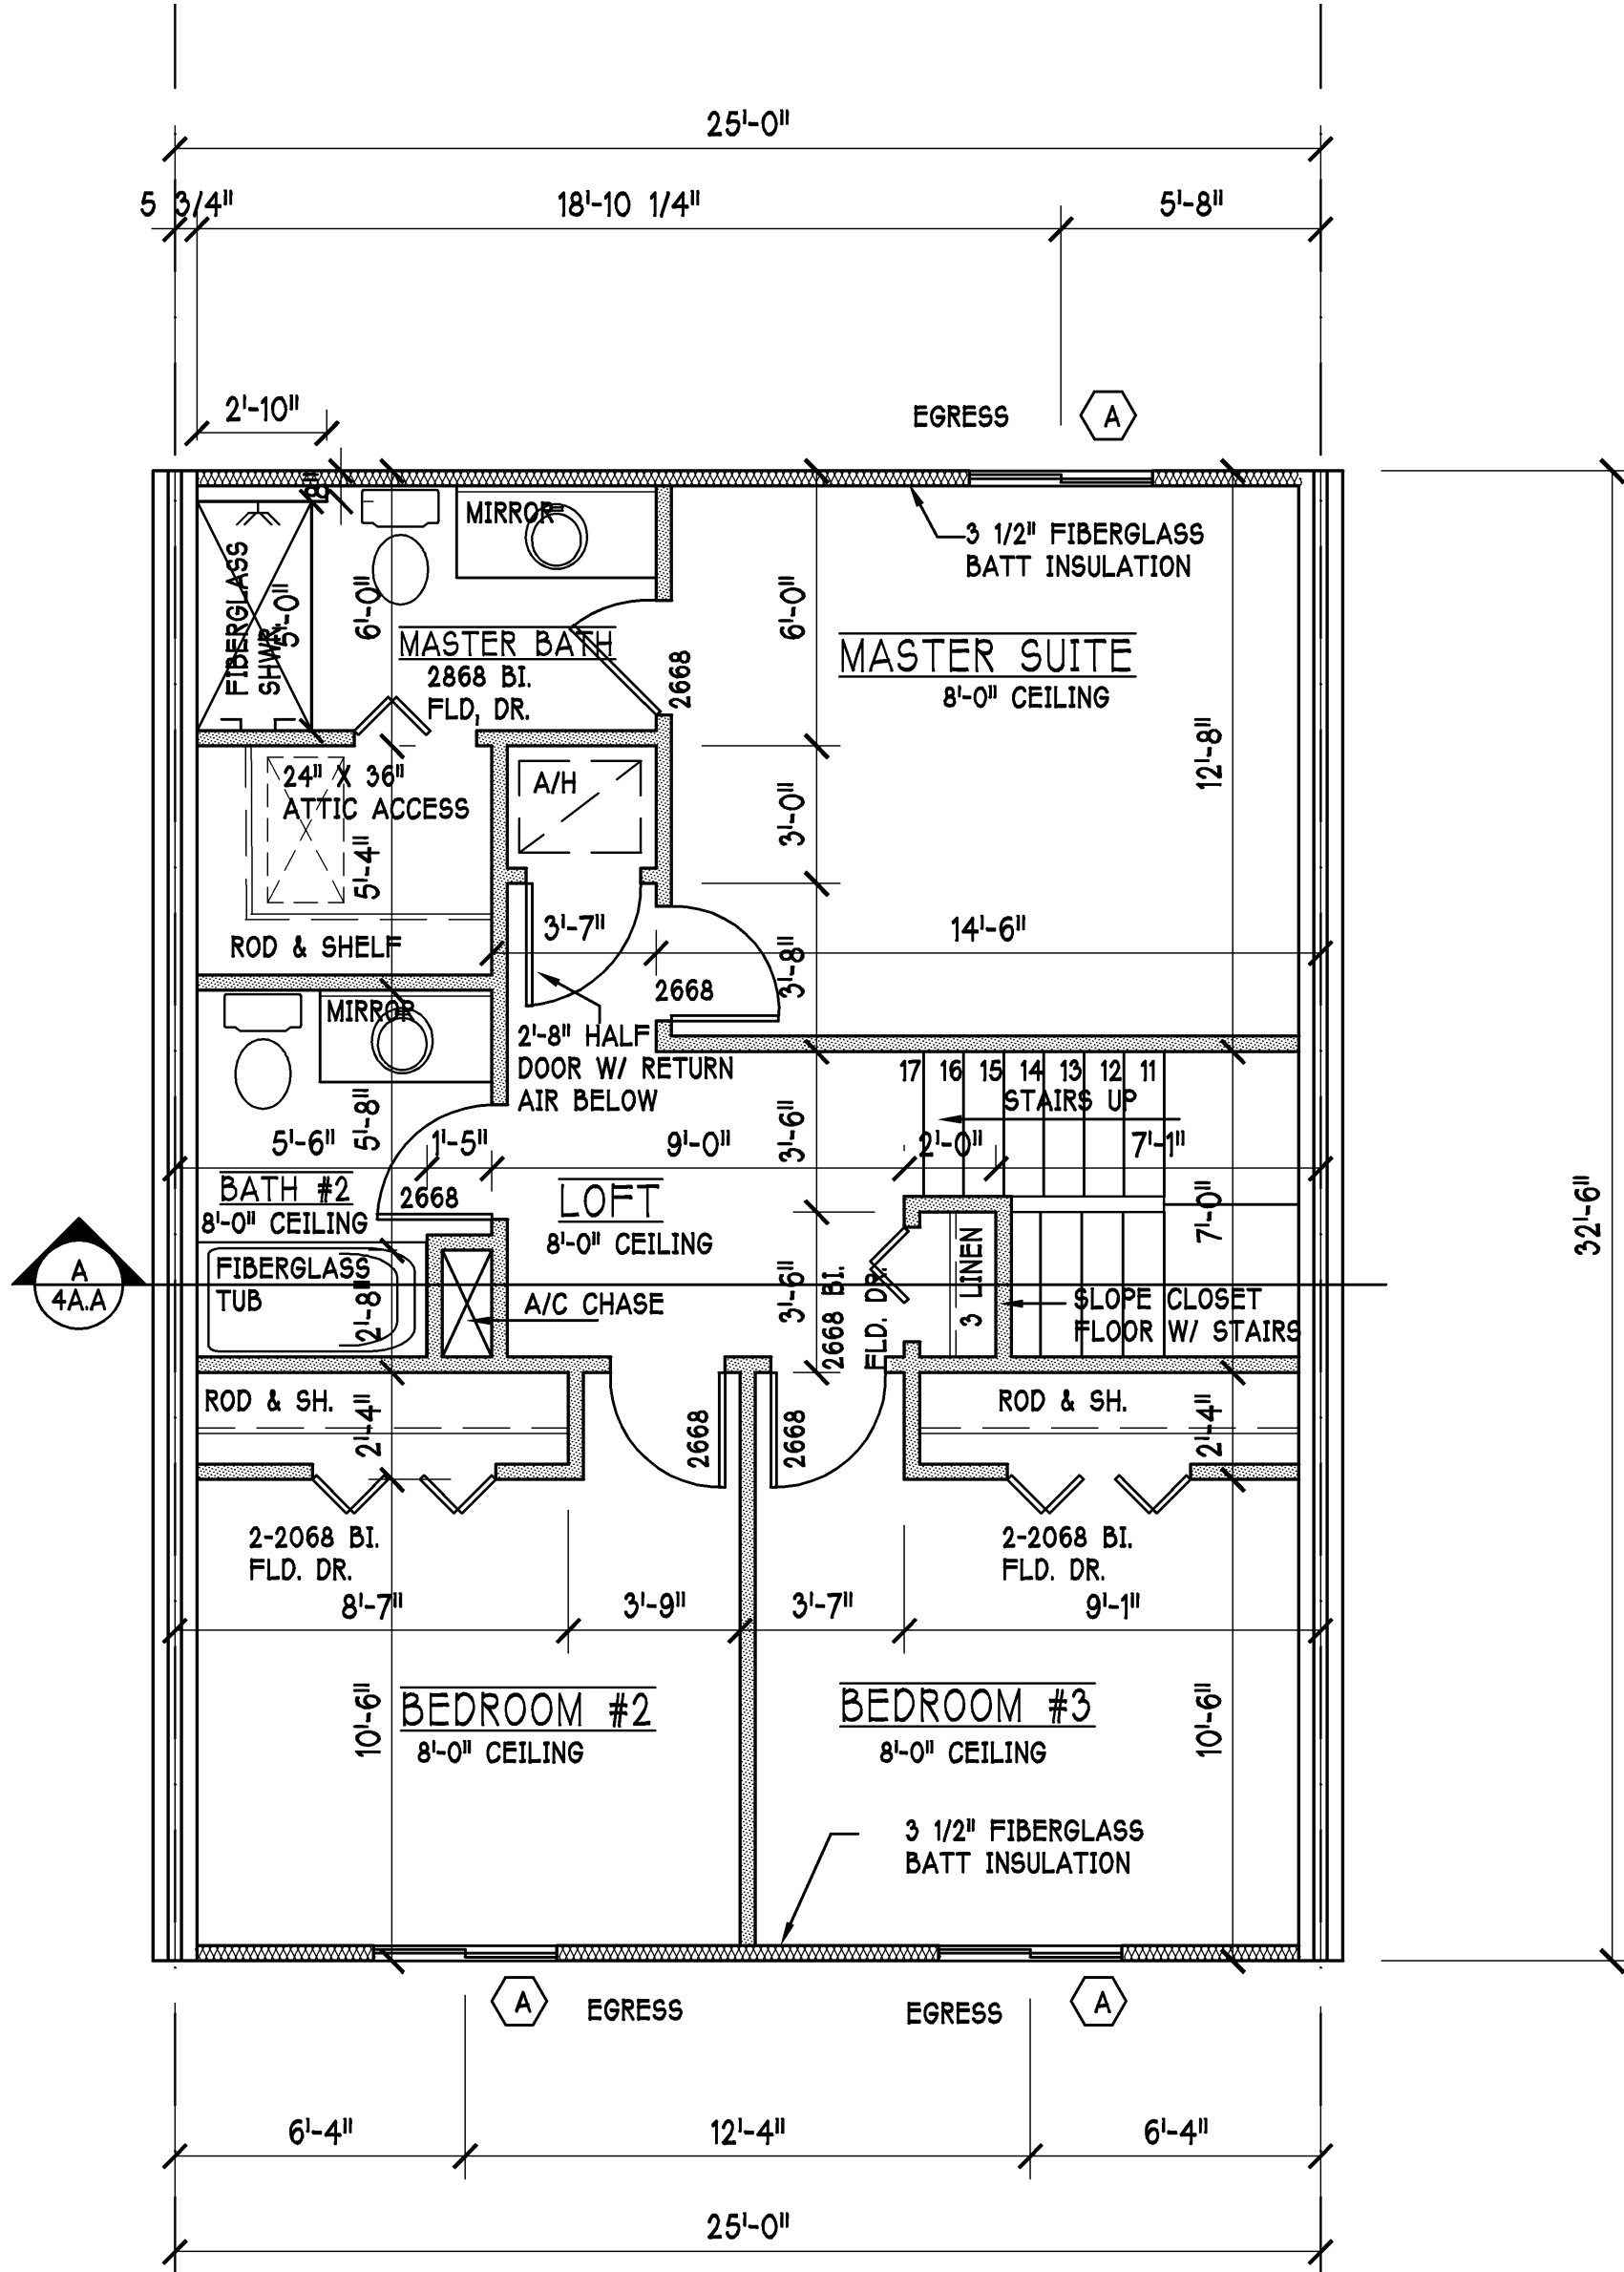 25'-0"
5 3/4"
18'-10 1/4"
5'-8"
2'-10"
EGRESS
A
8"
MIRROR
3 1/2" FIBERGLASS
BATT INSULATION
FIBERGLASS
SHWR
5'-0"
6'-0"
6'-0"
MASTER BATH
2868 BI.
FLD, DR.
2668
MASTER SUITE
8'-0" CEILING
12'-8"
24" X 36"
ATTIC ACCESS
A/H
3'-0"
5'-4"
ROD & SHELF
3'-7"
14'-6"
3'-8"
2668
MIRROR
2'-8" HALF
DOOR W/ RETURN
AIR BELOW
17 16 15 14 13 12 11
STAIRS UP
5'-8"
3'-6"
5'-6"
1'-5"
9'-0"
2'-0"
7'-1"
BATH #2
8'-0" CEILING
2668
LOFT
8'-0" CEILING
7'-0"
32'-6"
A
4A.A
FIBERGLASS
TUB
2'-8"
A/C CHASE
3'-6"
2668 BI.
FLD. DR.
3 LINEN
SLOPE CLOSET
FLOOR W/ STAIRS
ROD & SH.
2'-4"
2668
2668
ROD & SH.
2'-4"
2-2068 BI.
FLD. DR.
2-2068 BI.
FLD. DR.
8'-7"
3'-9"
3'-7"
9'-1"
10'-6"
BEDROOM #2
8'-0" CEILING
BEDROOM #3
8'-0" CEILING
10'-6"
3 1/2" FIBERGLASS
BATT INSULATION
A
EGRESS
EGRESS
A
6'-4"
12'-4"
6'-4"
25'-0"